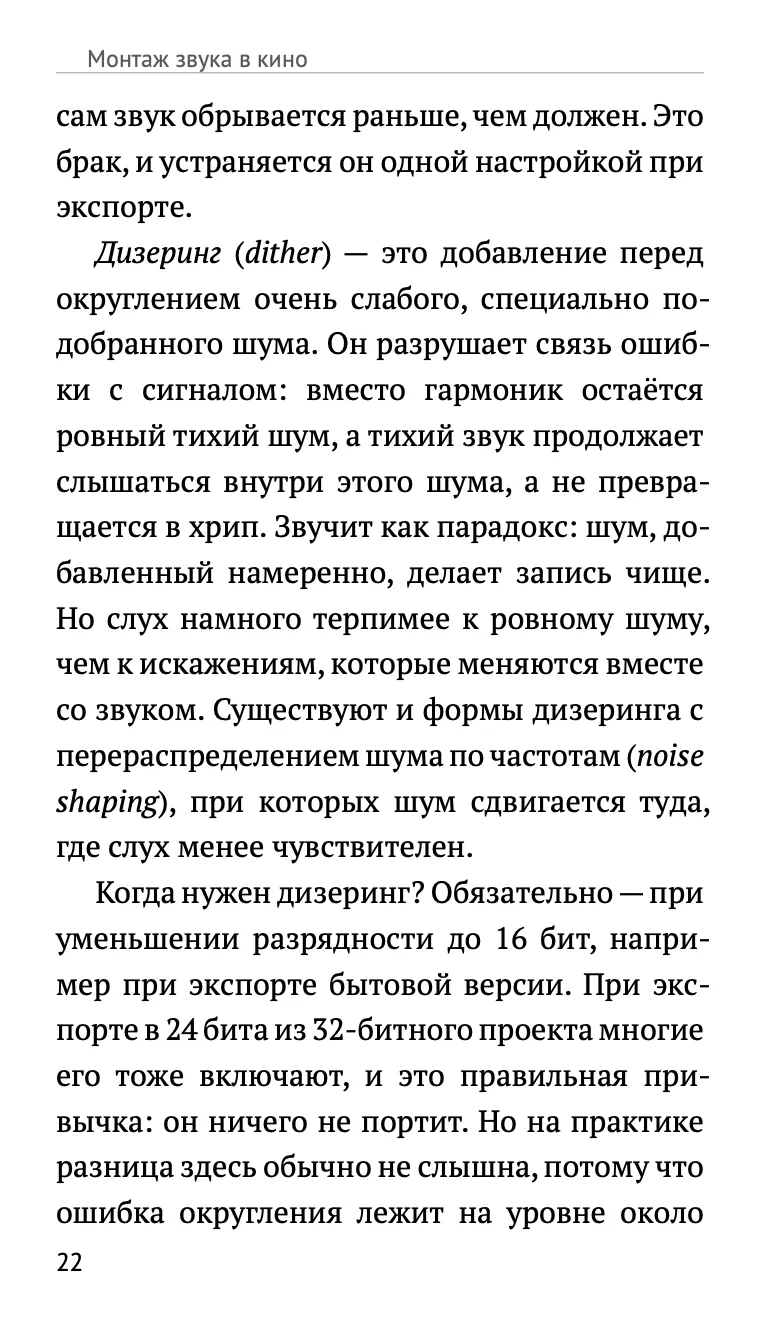 Монтаж звука в кино
сам звук обрывается раньше, чем должен. Это
брак, и устраняется он одной настройкой при
экспорте.
Дизеринг (dither) — это добавление перед
округлением очень слабого, специально по-
добранного шума. Он разрушает связь ошиб-
ки с сигналом: вместо гармоник остаётся
ровный тихий шум, а тихий звук продолжает
слышаться внутри этого шума, а не превра-
щается в хрип. Звучит как парадокс: шум, до-
бавленный намеренно, делает запись чище.
Но слух намного терпимее к ровному шуму,
чем к искажениям, которые меняются вместе
со звуком. Существуют и формы дизеринга с
перераспределением шума по частотам (noise
shaping), при которых шум сдвигается туда,
где слух менее чувствителен.
Когда нужен дизеринг? Обязательно — при
уменьшении разрядности до 16 бит, напри-
мер при экспорте бытовой версии. При экс-
порте в 24 бита из 32-битного проекта многие
его тоже включают, и это правильная при-
вычка: он ничего не портит. Но на практике
разница здесь обычно не слышна, потому что
ошибка округления лежит на уровне около
22